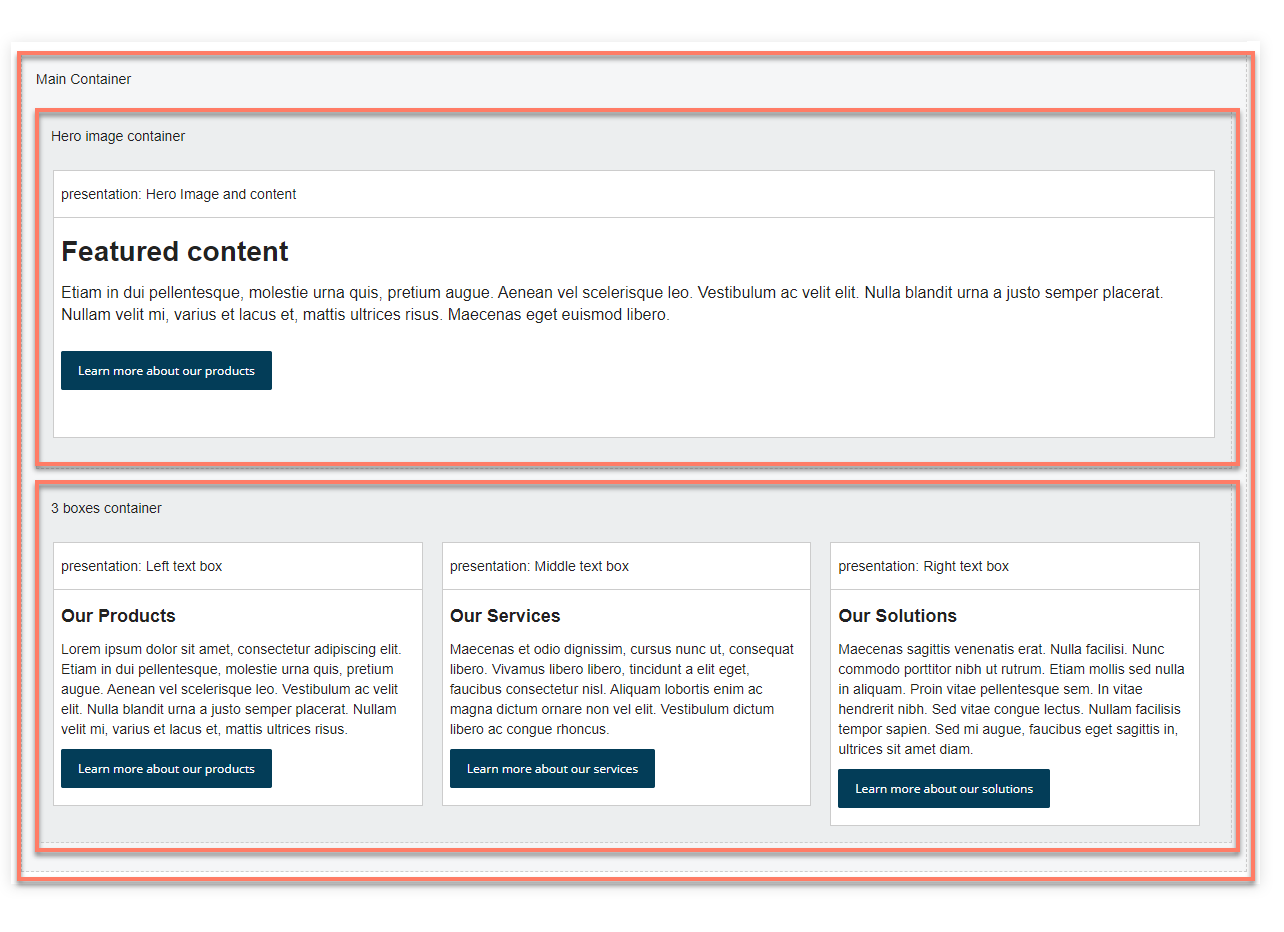 Main Container
Hero image container
presentation: Hero Image and content
Featured content
Etiam in dui pellentesque, molestie urna quis, pretium augue. Aenean vel scelerisque leo. Vestibulum ac velit elit. Nulla blandit urna a justo semper placerat.
Nullam velit mi, varius et lacus et, mattis ultrices risus. Maecenas eget euismod libero.
Learn more about our products
3 boxes container
presentation: Left text box
Our Products
Lorem ipsum dolor sit amet, consectetur adipiscing elit.
Etiam in dui pellentesque, molestie urna quis, pretium
augue. Aenean vel scelerisque leo. Vestibulum ac velit
elit. Nulla blandit urna a justo semper placerat. Nullam
velit mi, varius et lacus et, mattis ultrices risus.
Learn more about our products
presentation: Middle text box
Our Services
Maecenas et odio dignissim, cursus nunc ut, consequat
libero. Vivamus libero libero, tincidunt a elit eget,
faucibus consectetur nisl. Aliquam lobortis enim ac
magna dictum ornare non vel elit. Vestibulum dictum
libero ac congue rhoncus.
Learn more about our services
presentation: Right text box
Our Solutions
Maecenas sagittis venenatis erat. Nulla facilisi. Nunc
commodo porttitor nibh ut rutrum. Etiam mollis sed nulla
in aliquam. Proin vitae pellentesque sem. In vitae
hendrerit nibh. Sed vitae congue lectus. Nullam facilisis
tempor sapien. Sed mi augue, faucibus eget sagittis in,
ultrices sit amet diam.
Learn more about our solutions